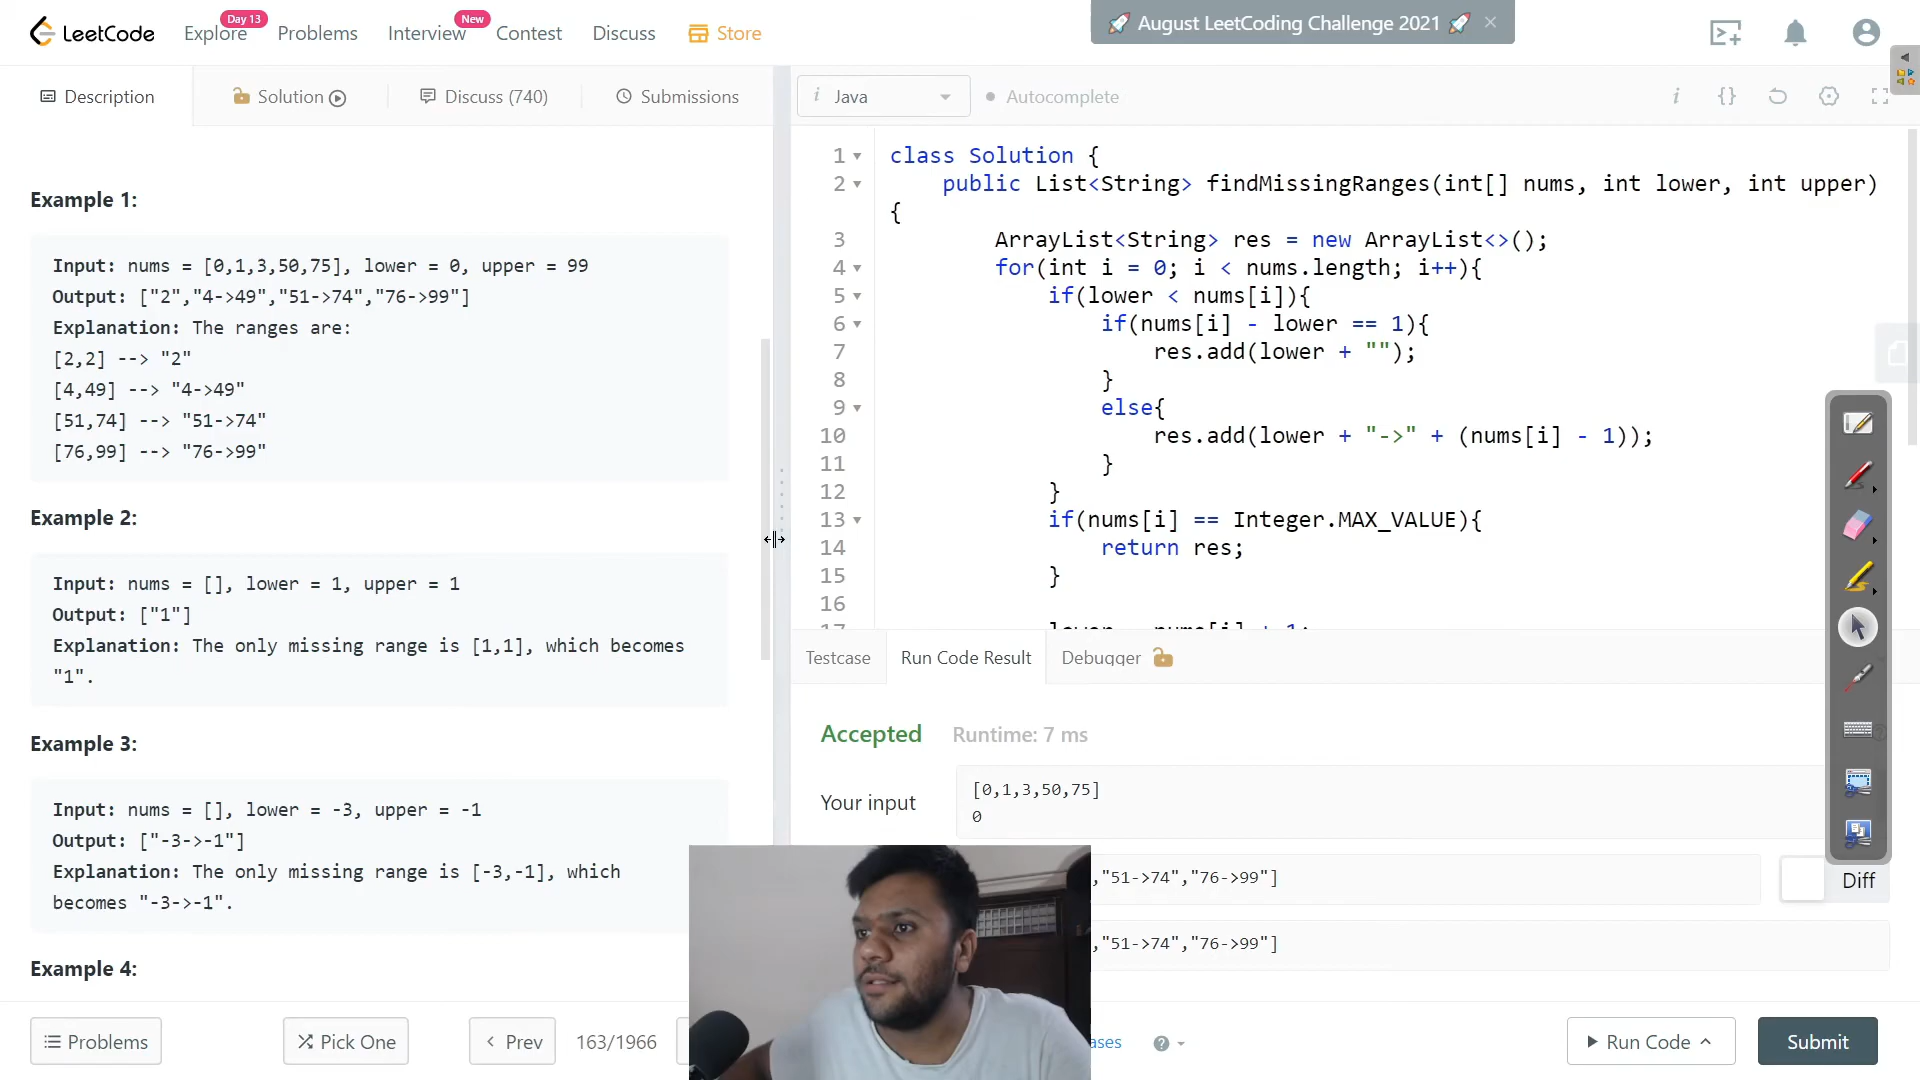 LeetCode
Explore
Day 13
Problems
Interview
New
Contest
Discuss
Store
🚀 August LeetCoding Challenge 2021 🚀 ×
Description
Solution
Discuss (740)
Submissions
i Java
Autocomplete
Example 1:
Input: nums = [0,1,3,50,75], lower = 0, upper = 99
Output: ["2","4->49","51->74","76->99"]
Explanation: The ranges are:
[2,2] --> "2"
[4,49] --> "4->49"
[51,74] --> "51->74"
[76,99] --> "76->99"
Example 2:
Input: nums = [], lower = 1, upper = 1
Output: ["1"]
Explanation: The only missing range is [1,1], which becomes
"1".
Example 3:
Input: nums = [], lower = -3, upper = -1
Output: ["-3->-1"]
Explanation: The only missing range is [-3,-1], which
becomes "-3->-1".
Example 4:
1 class Solution {
2 public List<String> findMissingRanges(int[] nums, int lower, int upper)
{
3 ArrayList<String> res = new ArrayList<>();
4 for(int i = 0; i < nums.length; i++){
5 if(lower < nums[i]){
6 if(nums[i] - lower == 1){
7 res.add(lower + "");
8 }
9 else{
10 res.add(lower + "->" + (nums[i] - 1));
11 }
12 }
13 if(nums[i] == Integer.MAX_VALUE){
14 return res;
15 }
16
17 lower = nums[i] + 1;
Testcase
Run Code Result
Debugger
Accepted
Runtime: 7 ms
Your input
[0,1,3,50,75]
0
,"51->74","76->99"]
Diff
,"51->74","76->99"]
Problems
Pick One
Prev
163/1966
ases
Run Code
Submit